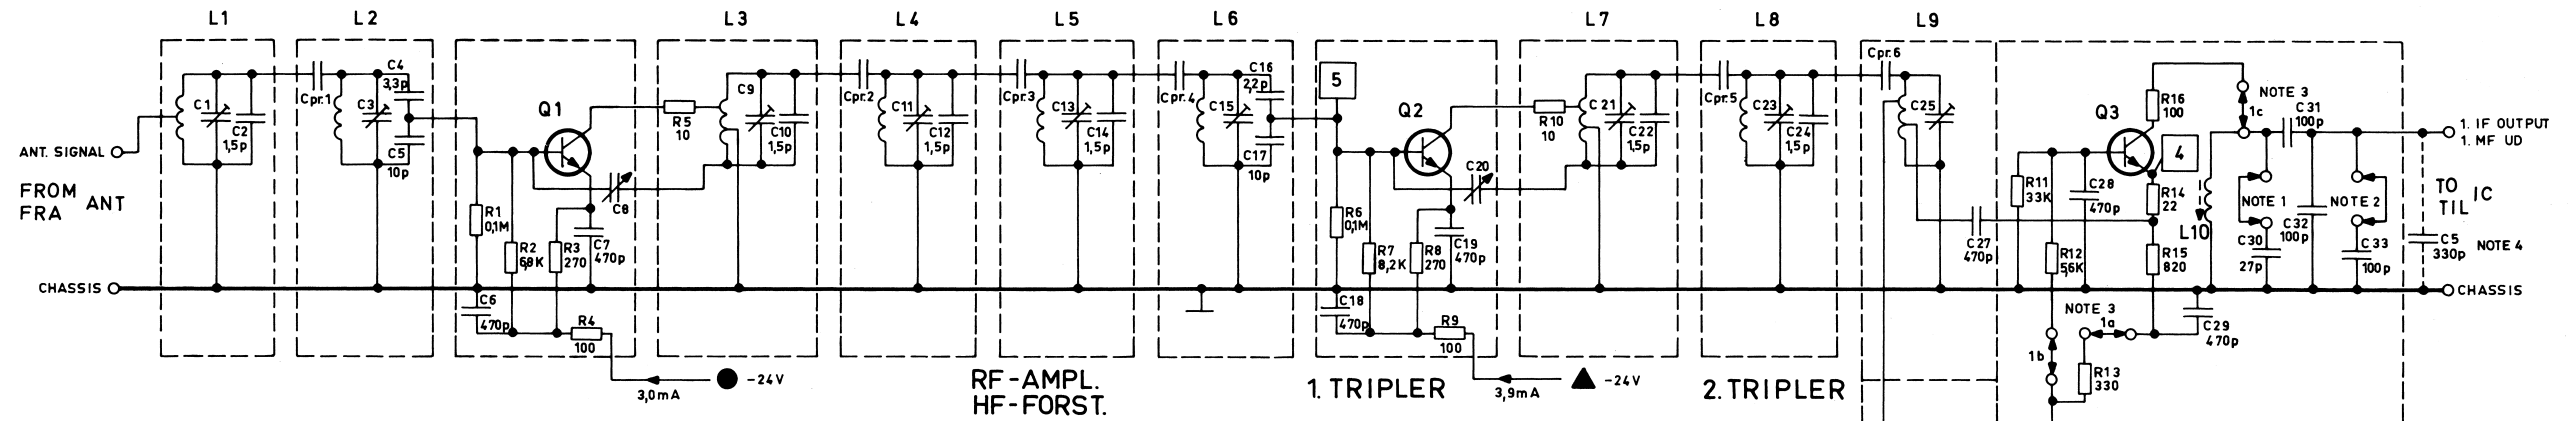 L1 L2 L3 L4 L5 L6 L7 L8 L9
ANT. SIGNAL
FROM
FRA
ANT
CHASSIS
C1
C2
1,5p
Cpr.1
C3
C4
3,3p
C5
10p
Q1
R1
0,1M
R2
R3
270
C6
470p
C7
470p
C8
R4
100
3,0mA
-24V
R5
10
C9
C10
1,5p
Cpr.2
C11
C12
1,5p
Cpr.3
C13
C14
1,5p
Cpr.4
C15
C16
2,2p
C17
10p
RF-AMPL.
HF-FORST.
5
Q2
R6
0,1M
R7
8,2K
R8
270
C18
470p
C19
470p
C20
R9
100
3,9mA
-24V
1. TRIPLER
R10
10
C21
C22
1,5p
Cpr.5
C23
C24
1,5p
2. TRIPLER
Cpr.6
C25
C27
470p
Q3
4
R11
33K
R12
C28
470p
R14
22
R15
820
R16
100
NOTE 3
1c
C31
100p
L10
NOTE 1
C30
27p
C32
100p
NOTE 2
C33
100p
NOTE 3
1a
1b
R13
330
C29
470p
1. IF OUTPUT
1. MF UD
TO
TIL
IC
C5
330p
NOTE 4
CHASSIS